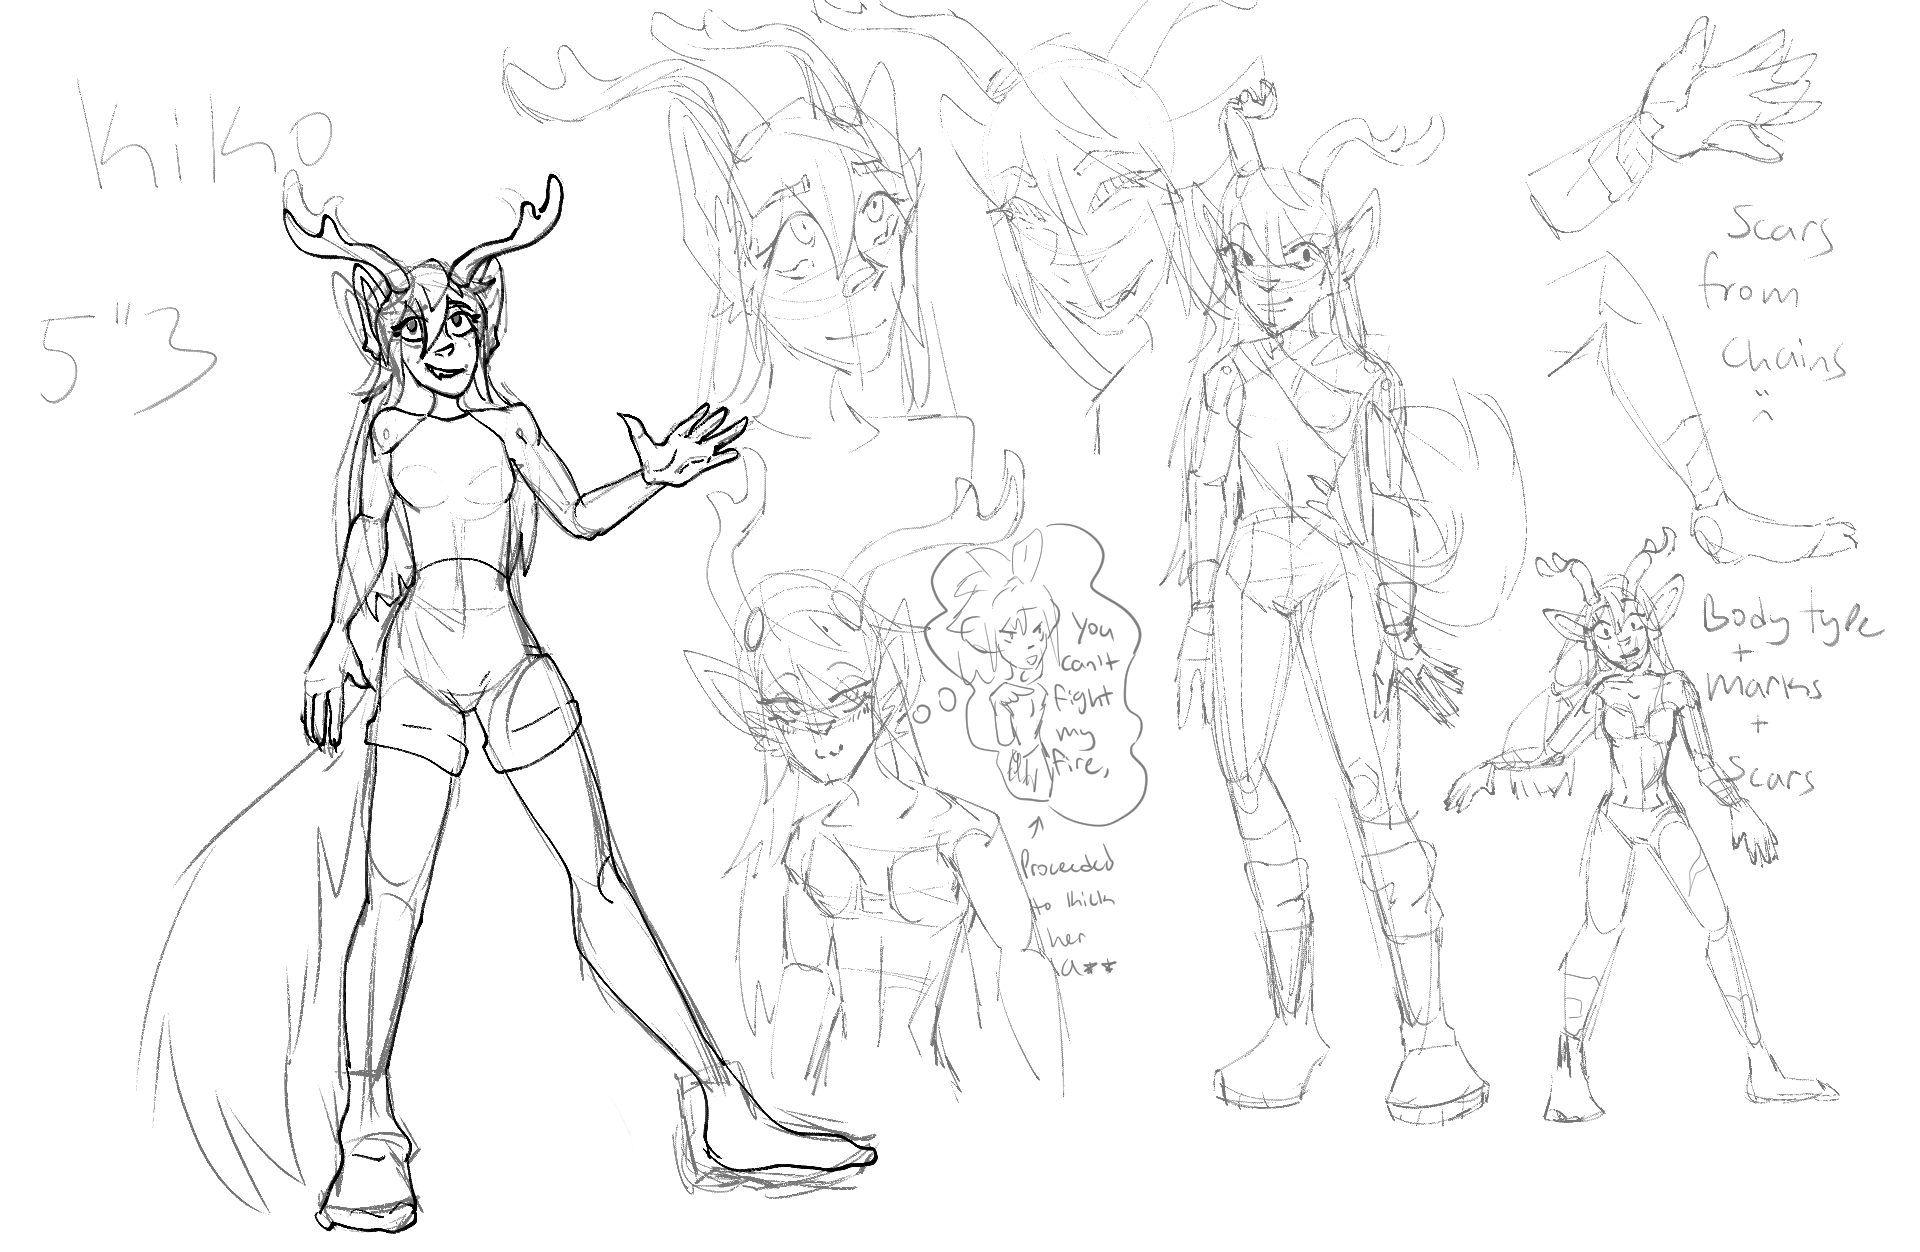 Kiko
5"3
Scars
from
chains
Body type
+
Marks
+
Scars
You
can't
fight
my
fire,
Proceeded
to kick
her
a**